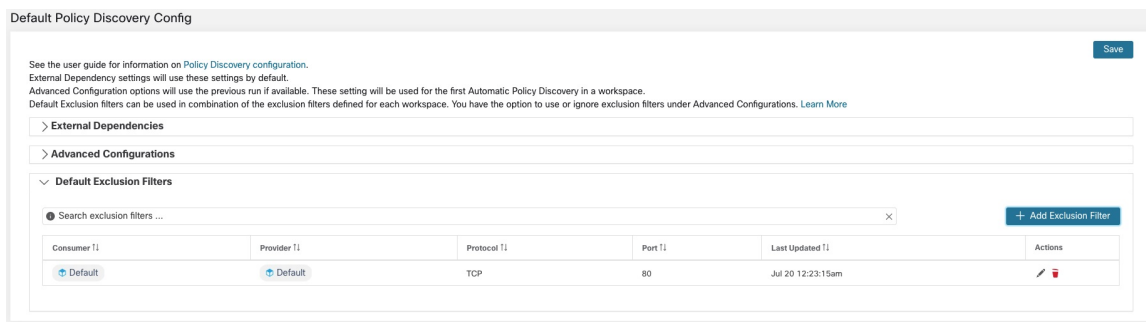 Default Policy Discovery Config
Save
See the user guide for information on Policy Discovery configuration.
External Dependency settings will use these settings by default.
Advanced Configuration options will use the previous run if available. These setting will be used for the first Automatic Policy Discovery in a workspace.
Default Exclusion filters can be used in combination of the exclusion filters defined for each workspace. You have the option to use or ignore exclusion filters under Advanced Configurations. Learn More
External Dependencies
Advanced Configurations
Default Exclusion Filters
Search exclusion filters ...
+ Add Exclusion Filter
Consumer Provider Protocol Port Last Updated Actions
Default Default TCP 80 Jul 20 12:23:15am